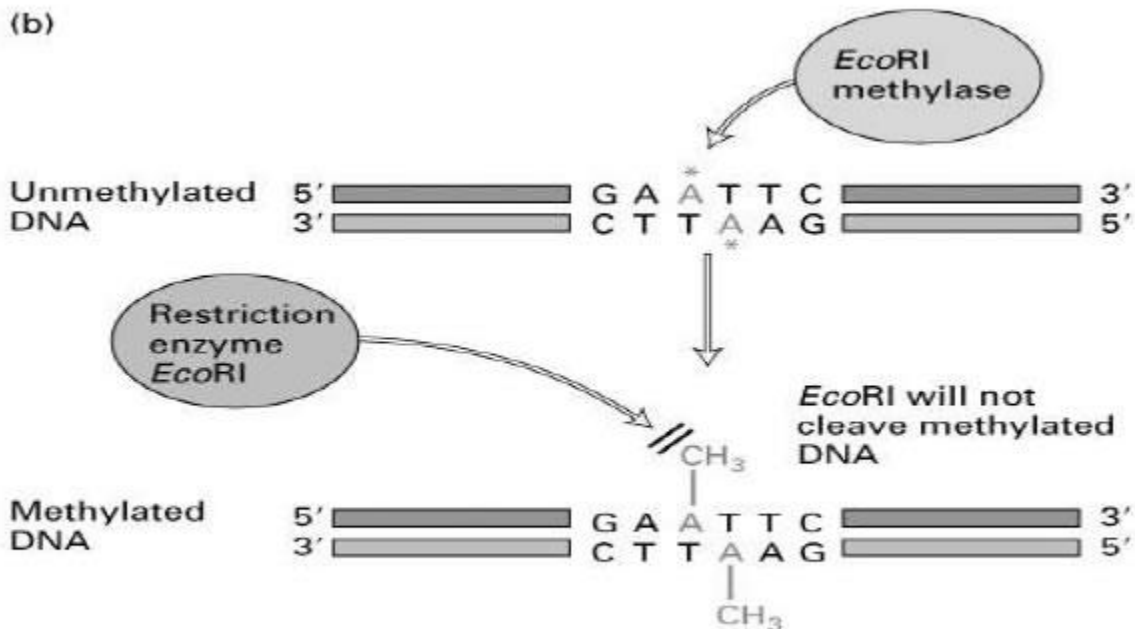 (b)
EcoRI
methylase
*
Unmethylated
DNA
5′ G A A T T C 3′
3′ C T T A A G 5′
*
Restriction
enzyme
EcoRI
EcoRI will not
cleave methylated
DNA
CH₃
Methylated
DNA
5′ G A A T T C 3′
3′ C T T A A G 5′
CH₃